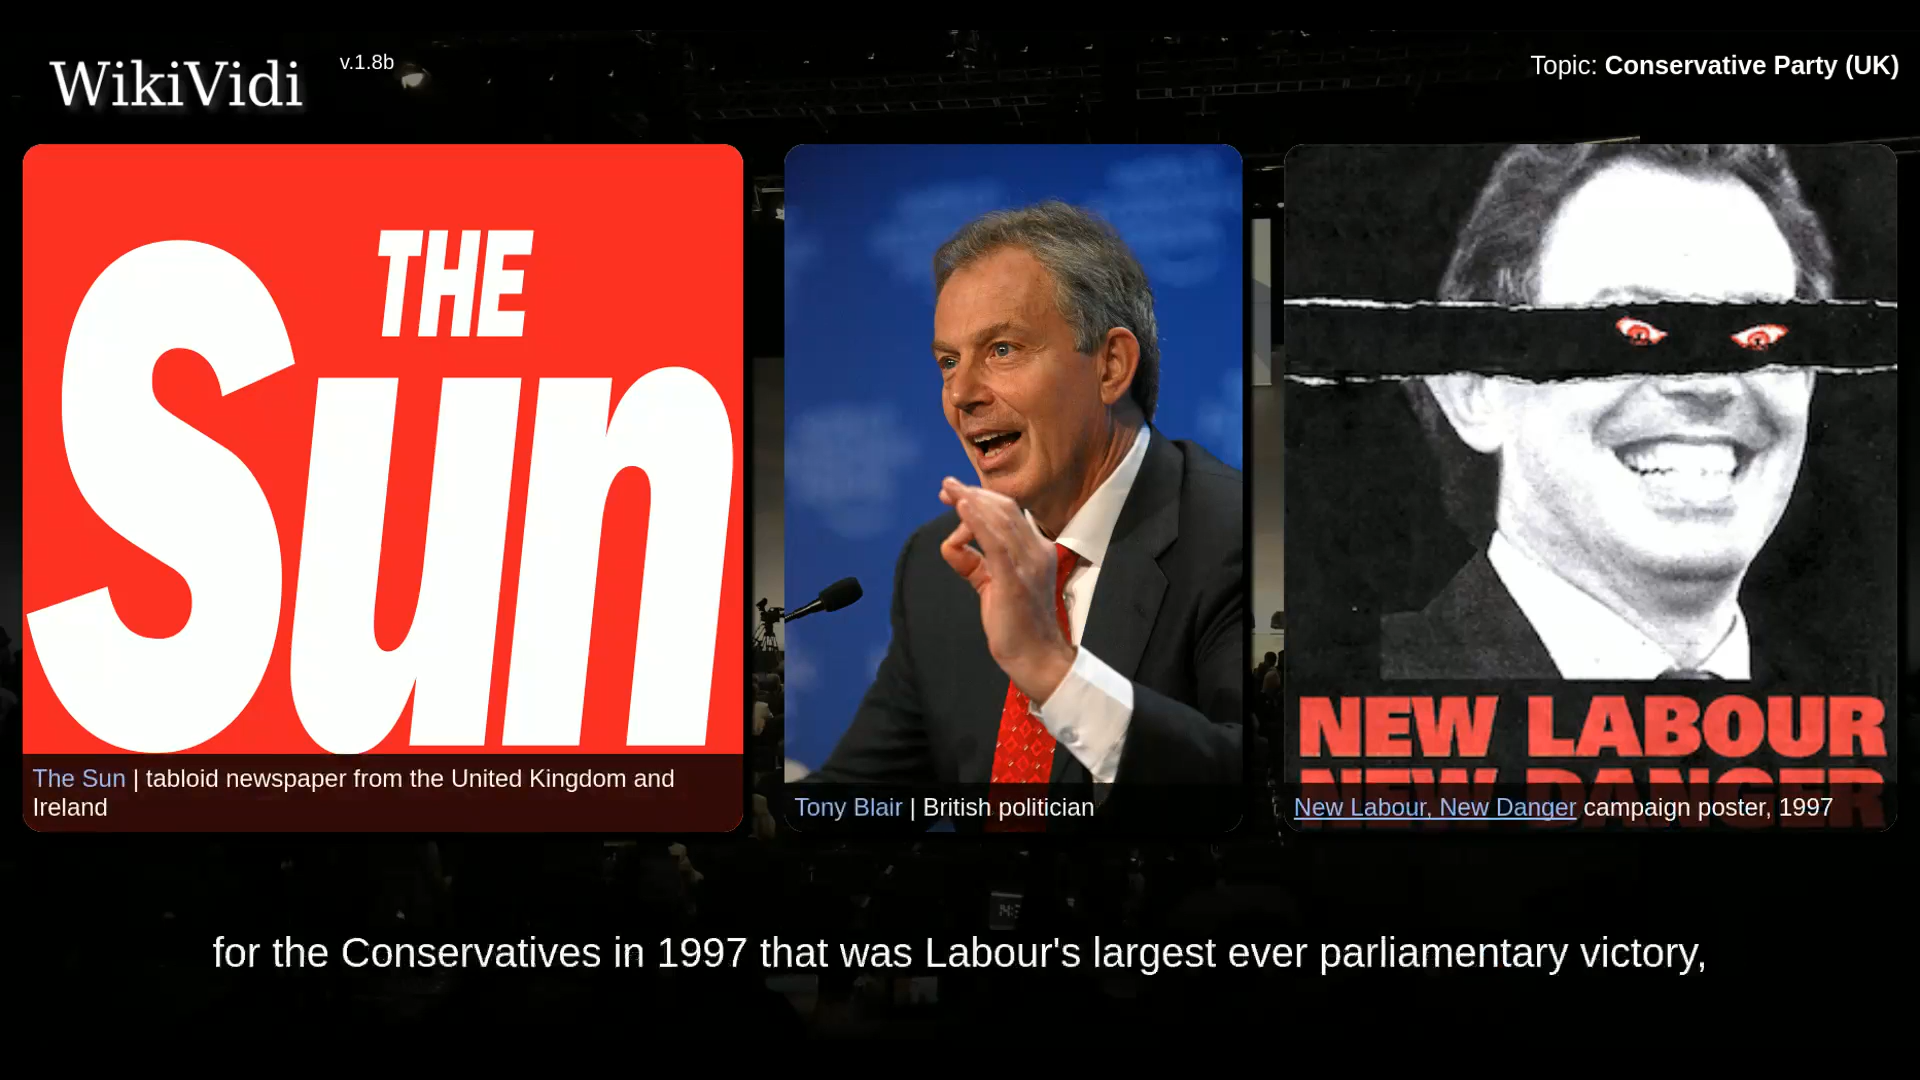 WikiVidi
v.1.8b
Topic: Conservative Party (UK)
THE
Sun
The Sun | tabloid newspaper from the United Kingdom and
Ireland
Tony Blair | British politician
NEW LABOUR
NEW DANGER
New Labour, New Danger campaign poster, 1997
for the Conservatives in 1997 that was Labour's largest ever parliamentary victory,